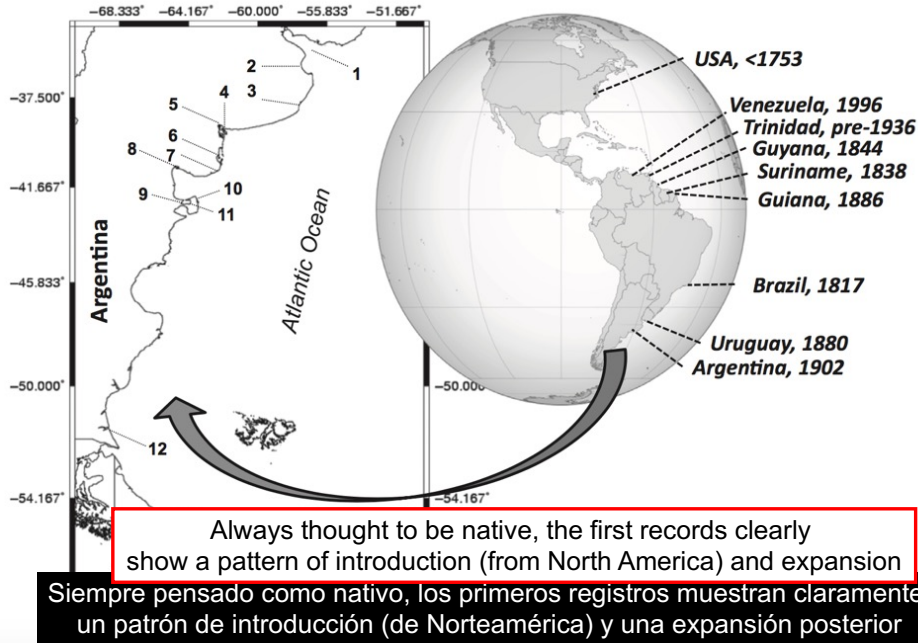 −68.333° −64.167° −60.000° −55.833° −51.667°
−37.500°
−41.667°
−45.833°
−50.000°
−54.167°
1
2
3
4
5
6
7
8
9
10
11
12
Argentina
Atlantic Ocean
−50.000
−54.167°
USA, <1753
Venezuela, 1996
Trinidad, pre-1936
Guyana, 1844
Suriname, 1838
Guiana, 1886
Brazil, 1817
Uruguay, 1880
Argentina, 1902
Always thought to be native, the first records clearly
show a pattern of introduction (from North America) and expansion
Siempre pensado como nativo, los primeros registros muestran claramente
un patrón de introducción (de Norteamérica) y una expansión posterior